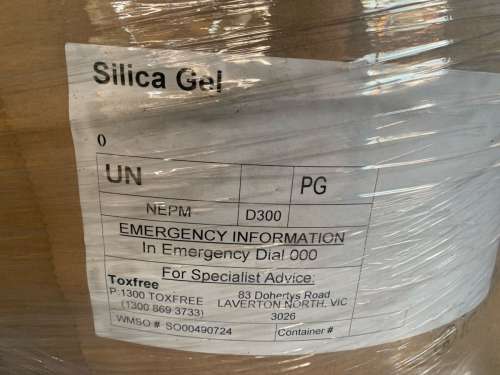 Silica Gel
0
UN PG
NEPM D300
EMERGENCY INFORMATION
In Emergency Dial 000
For Specialist Advice:
Toxfree 83 Dohertys Road
P:1300 TOXFREE LAVERTON NORTH, VIC
(1300 869 3733) 3026
WMSO # SO00490724 Container #